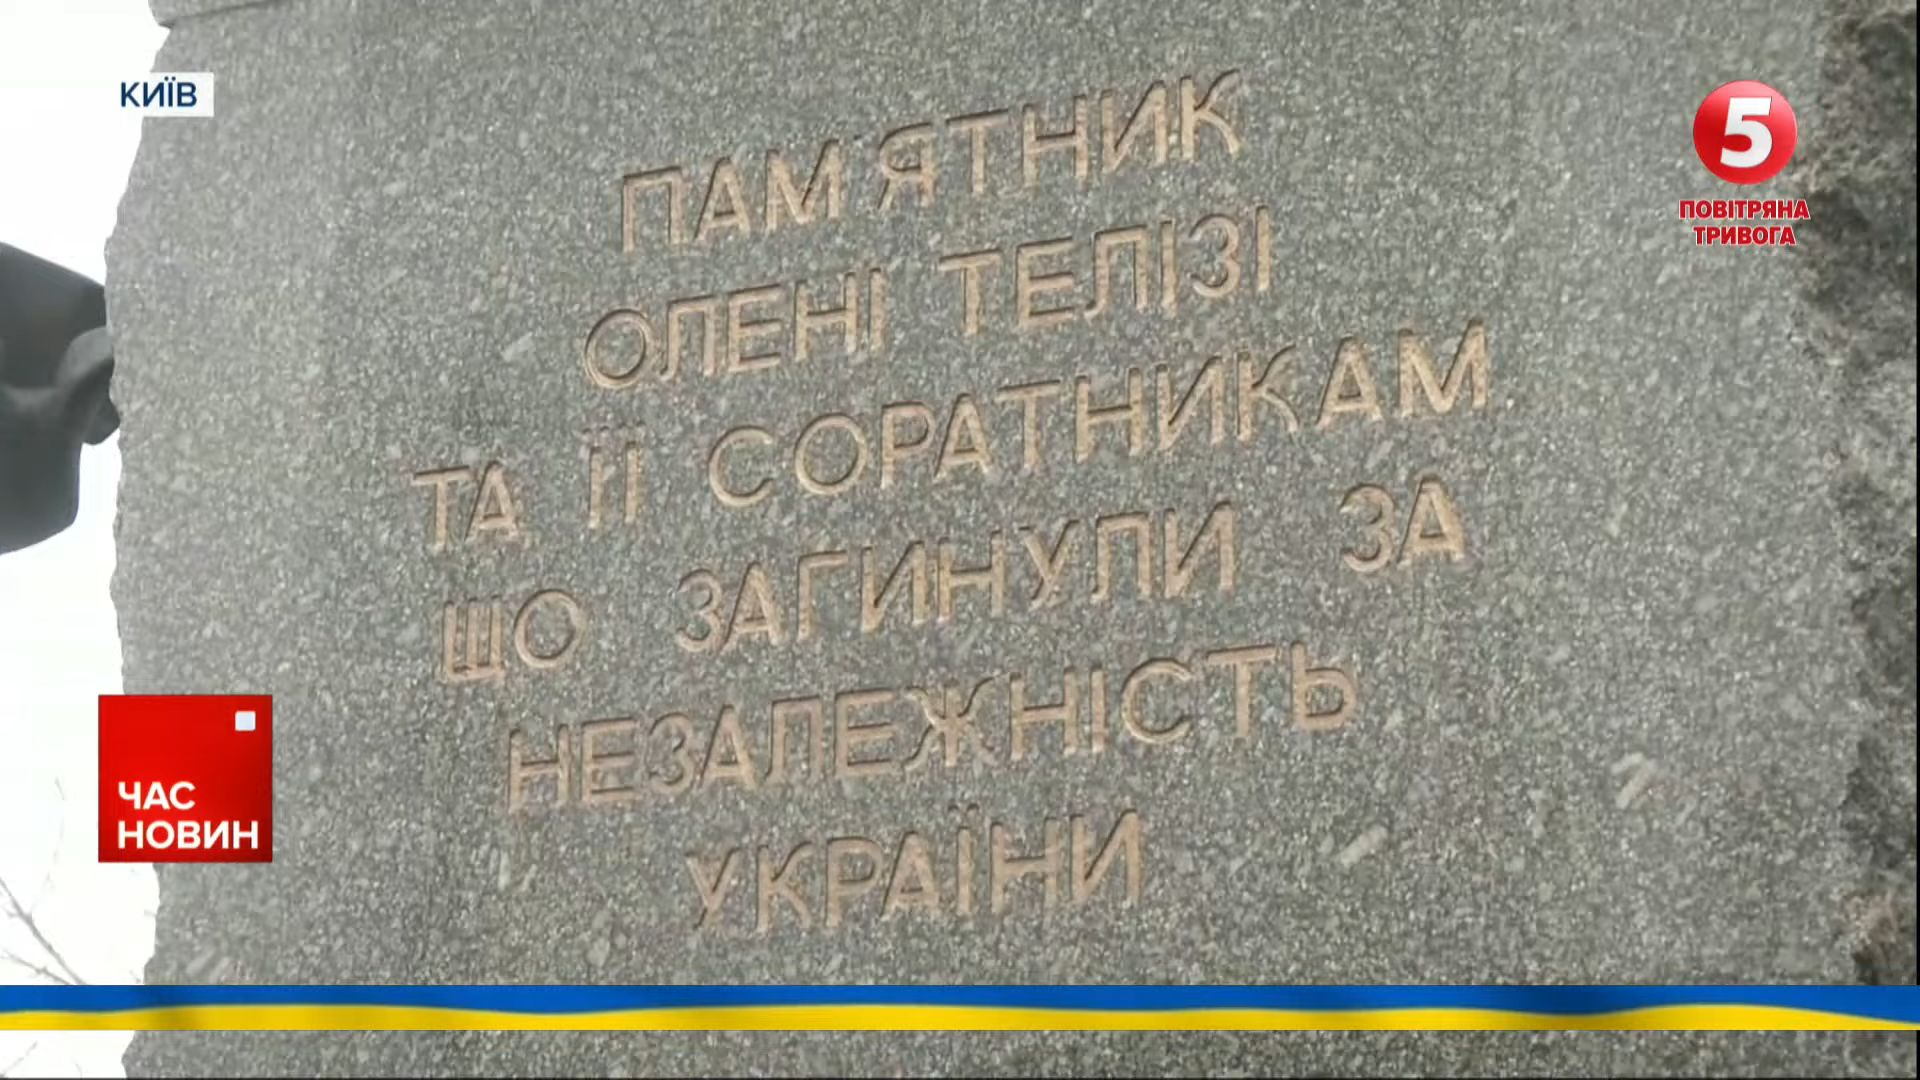 КИЇВ
5
ПОВІТРЯНА
ТРИВОГА
ПАМ'ЯТНИК
ОЛЕНІ ТЕЛІЗІ
ТА ЇЇ СОРАТНИКАМ
ЩО ЗАГИНУЛИ ЗА
НЕЗАЛЕЖНІСТЬ
УКРАЇНИ
ЧАС
НОВИН